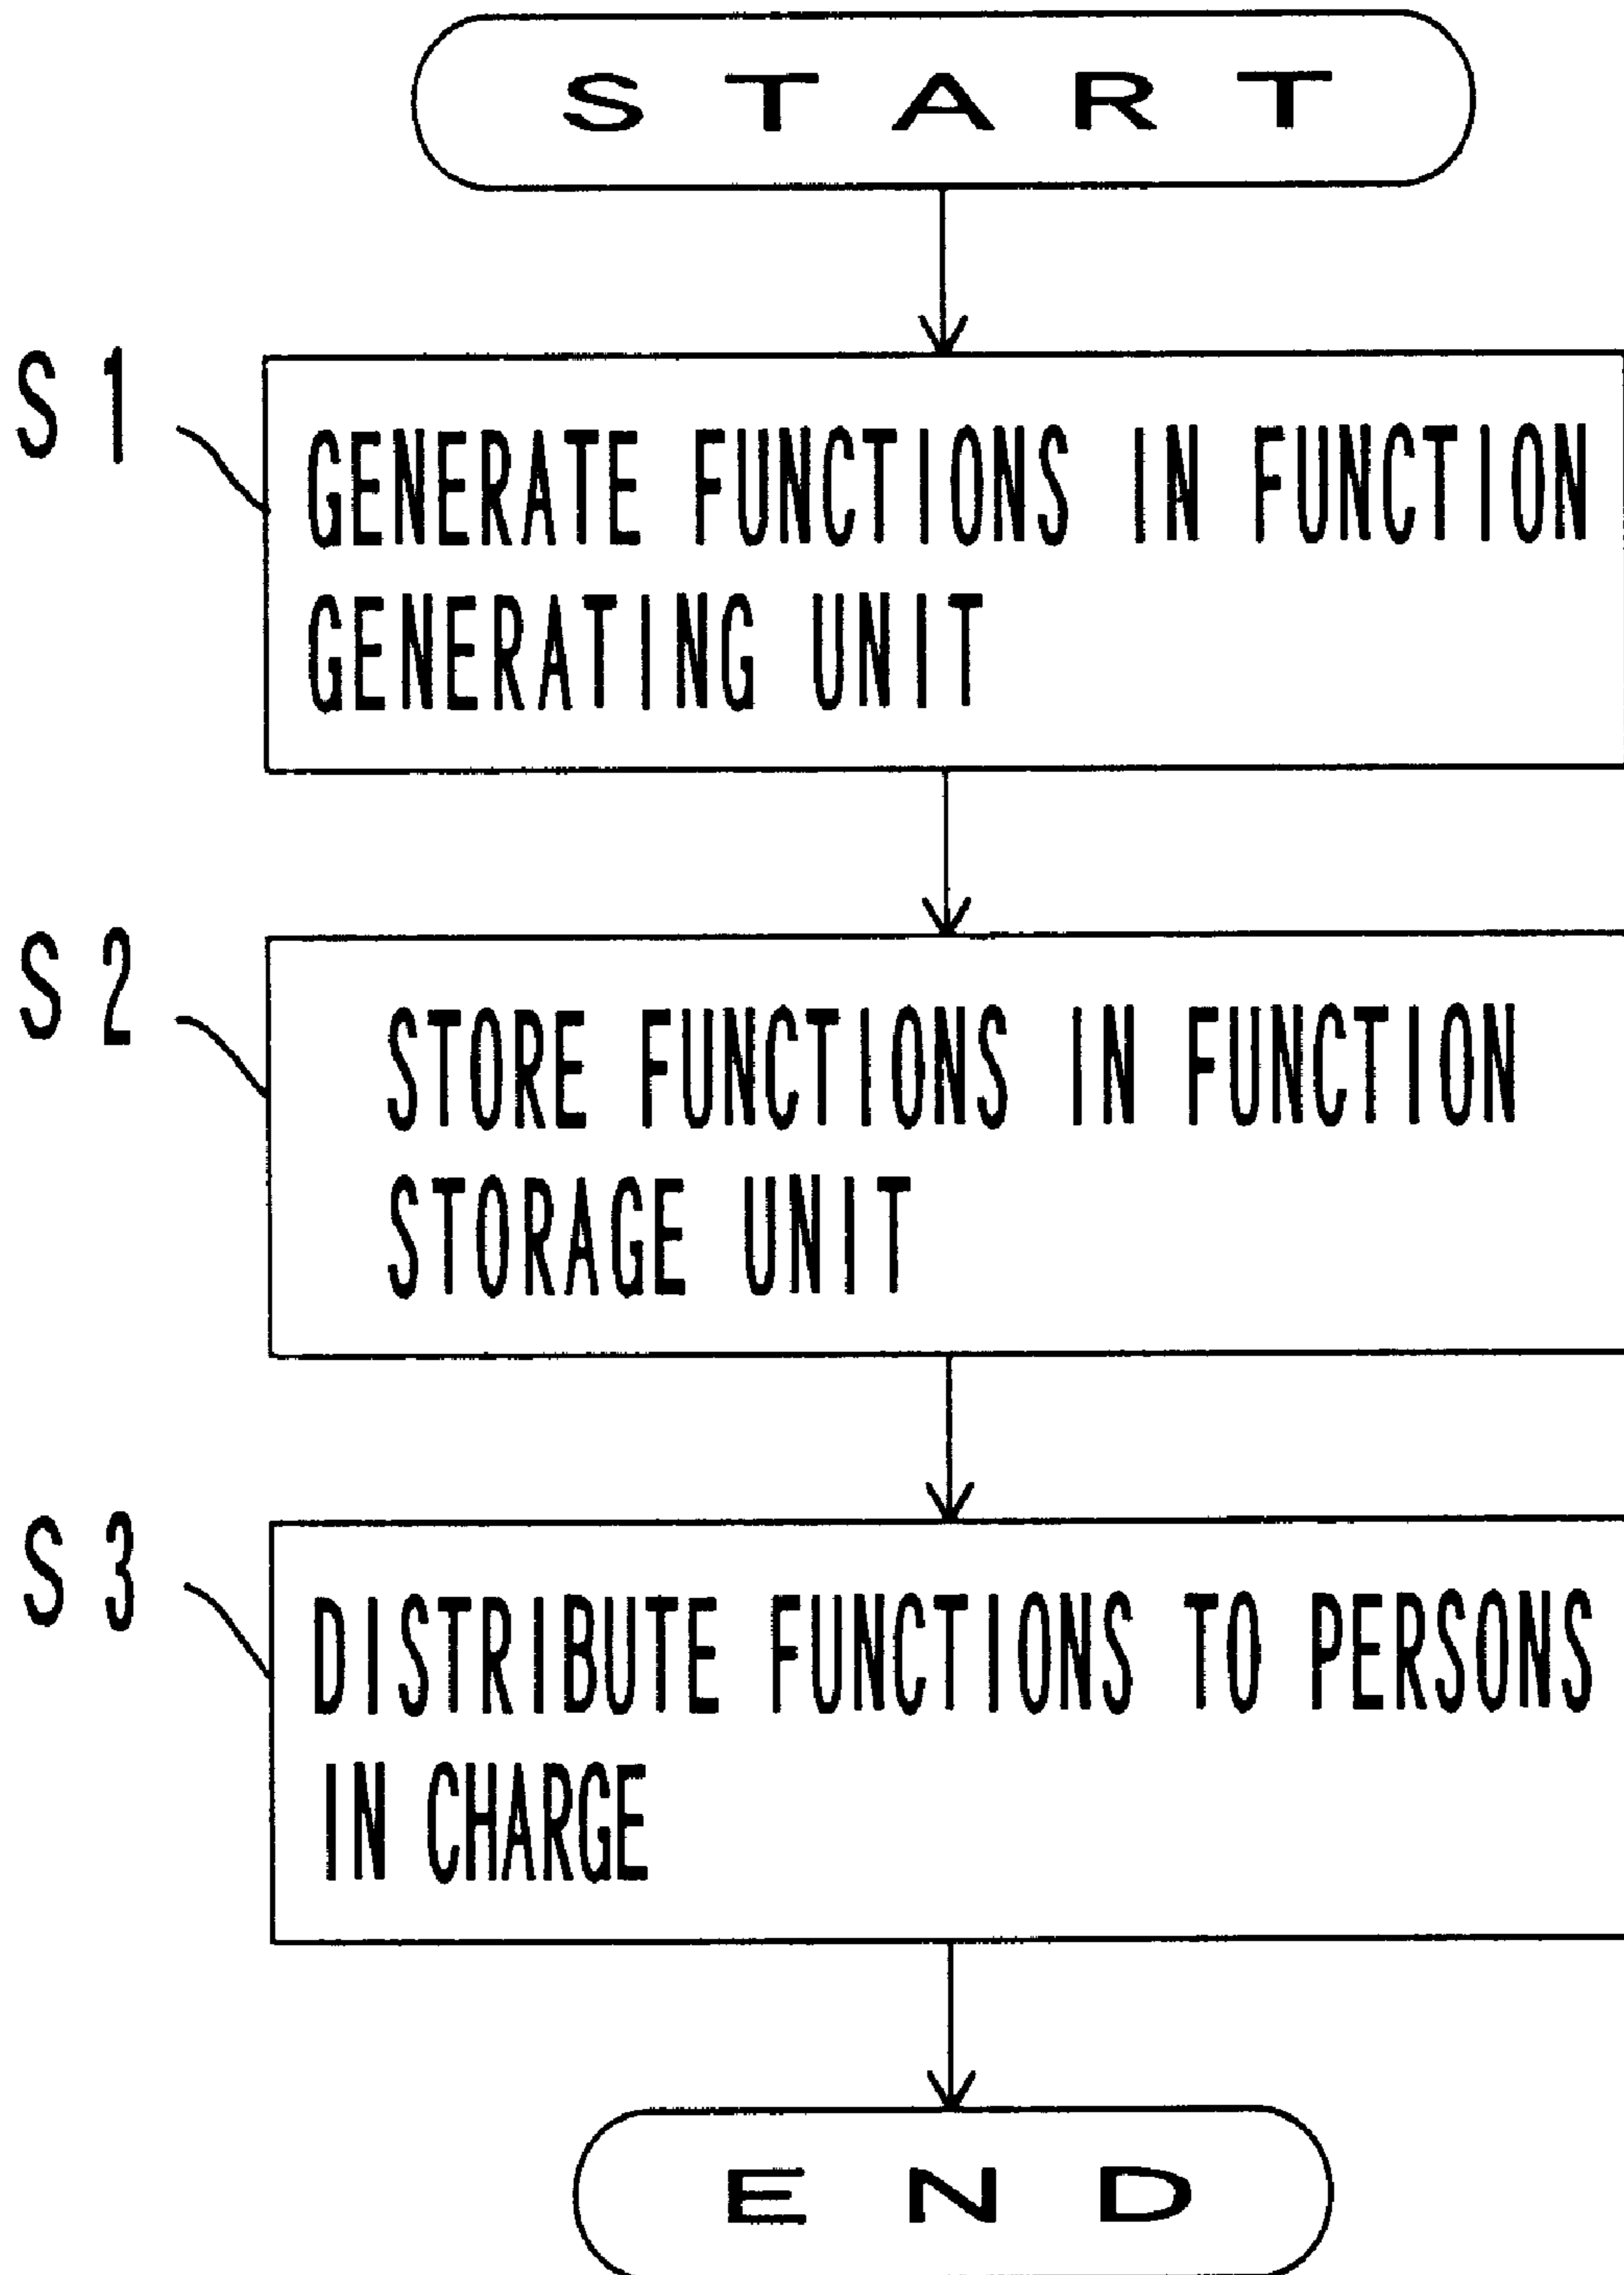 START
S1
GENERATE FUNCTIONS IN FUNCTION
GENERATING UNIT
S2
STORE FUNCTIONS IN FUNCTION
STORAGE UNIT
S3
DISTRIBUTE FUNCTIONS TO PERSONS
IN CHARGE
END